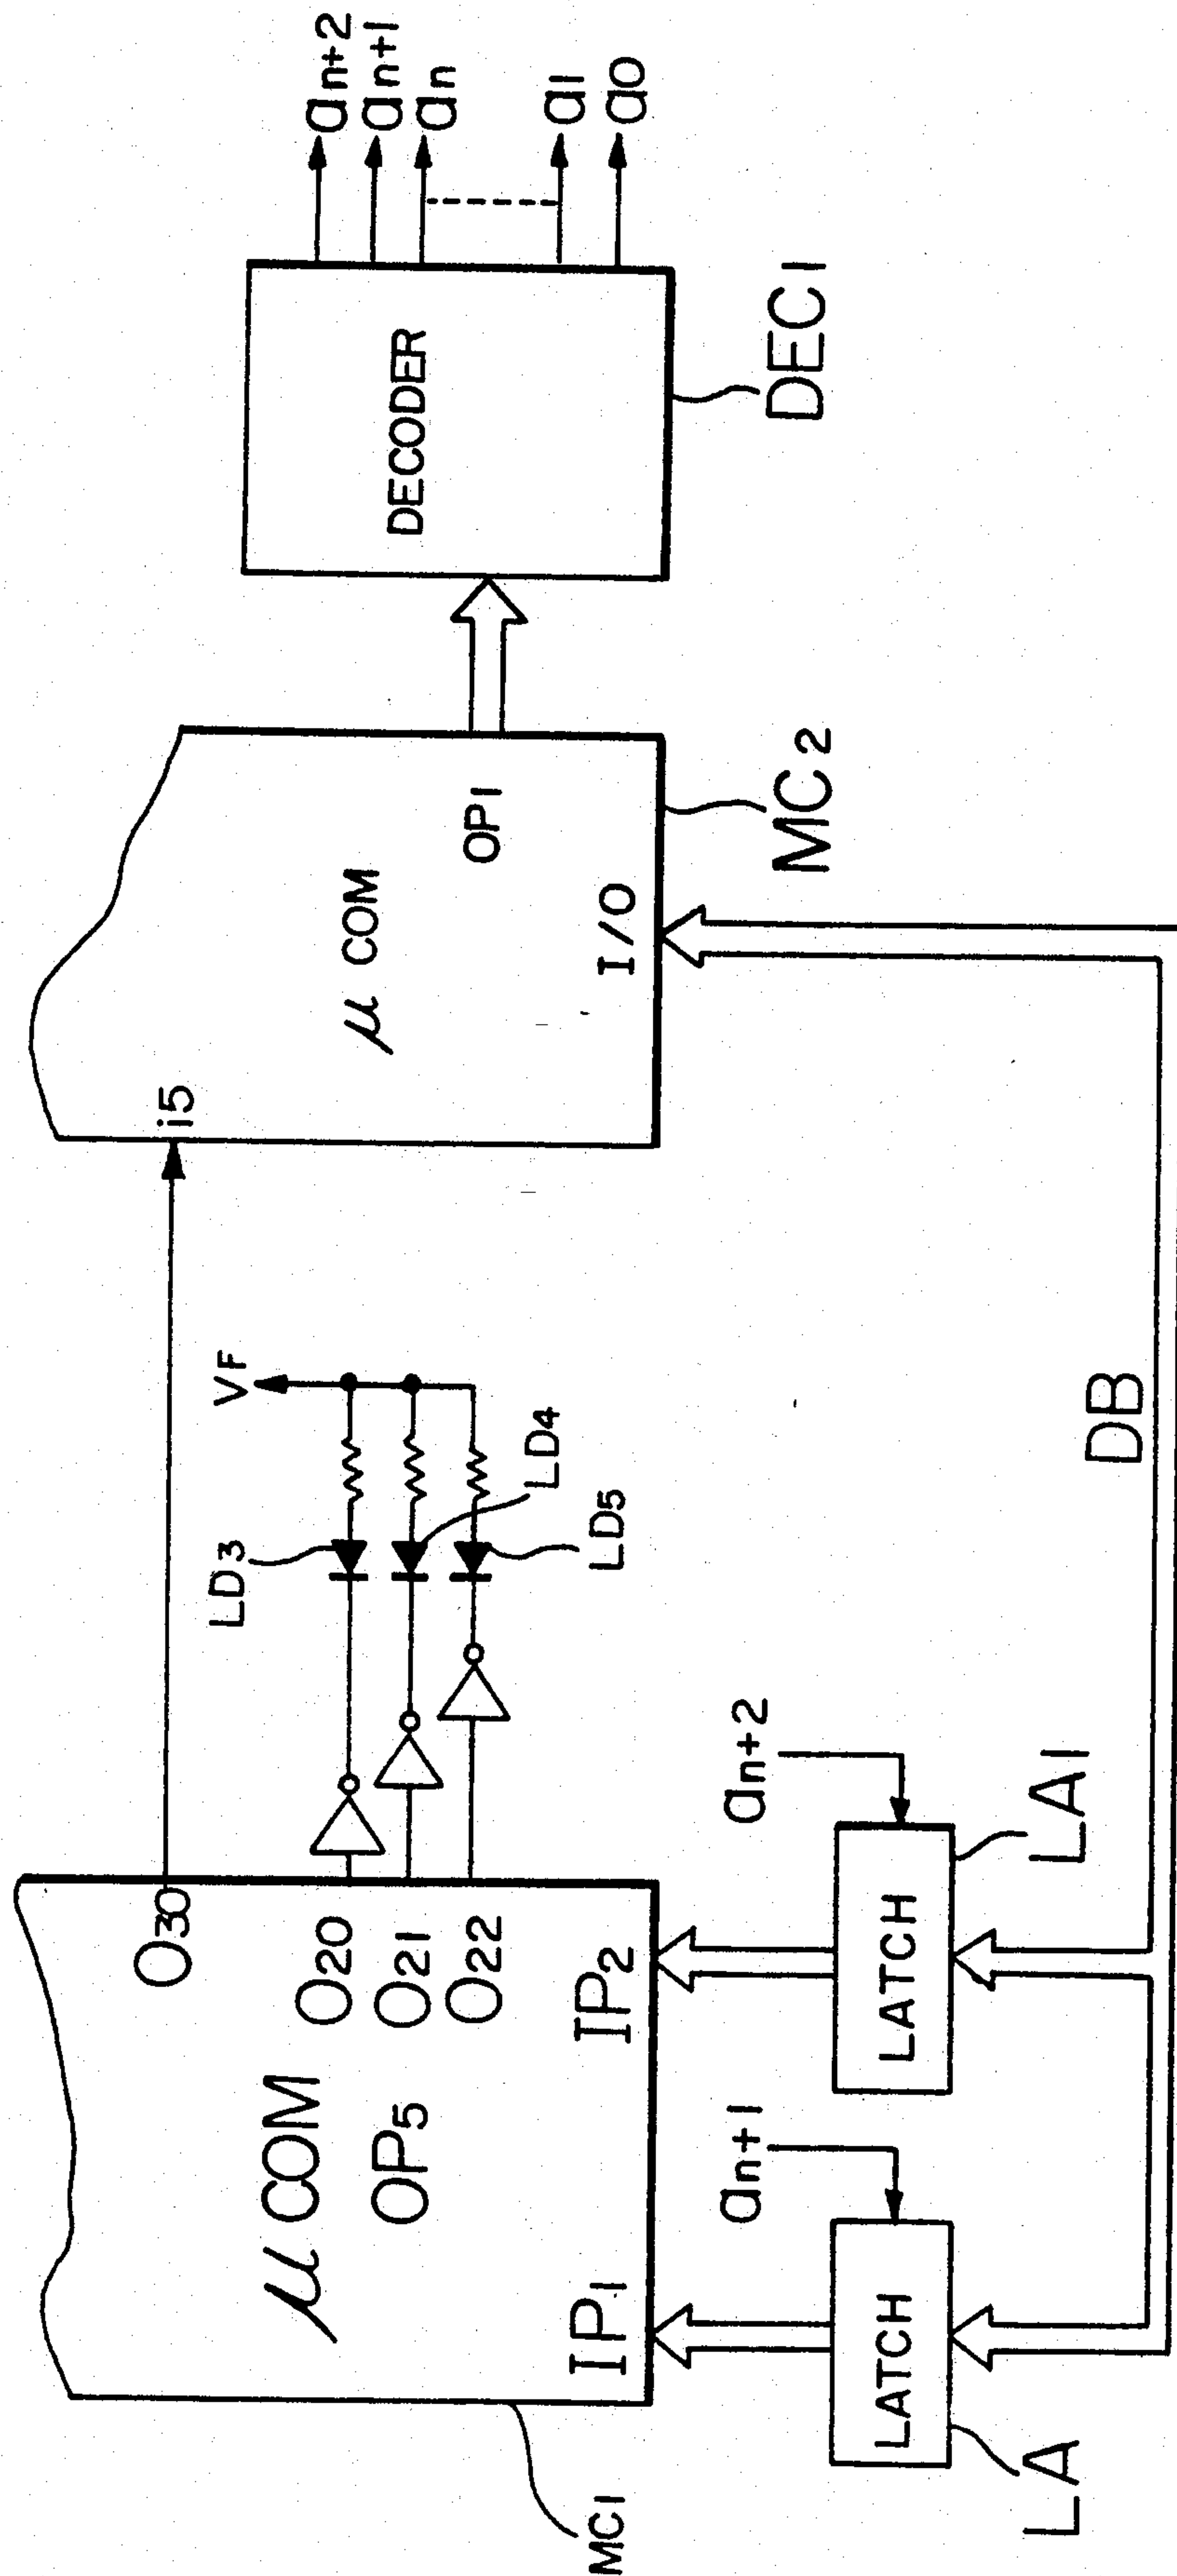 MC1
μ COM
OP5
O30
O20
O21
O22
IP1
IP2
LATCH
LA
an+1
LATCH
LA1
an+2
LD3
LD4
LD5
VF
DB
i5
μ COM
OP1
I/O
MC2
DECODER
DEC1
an+2
an+1
an
a1
a0